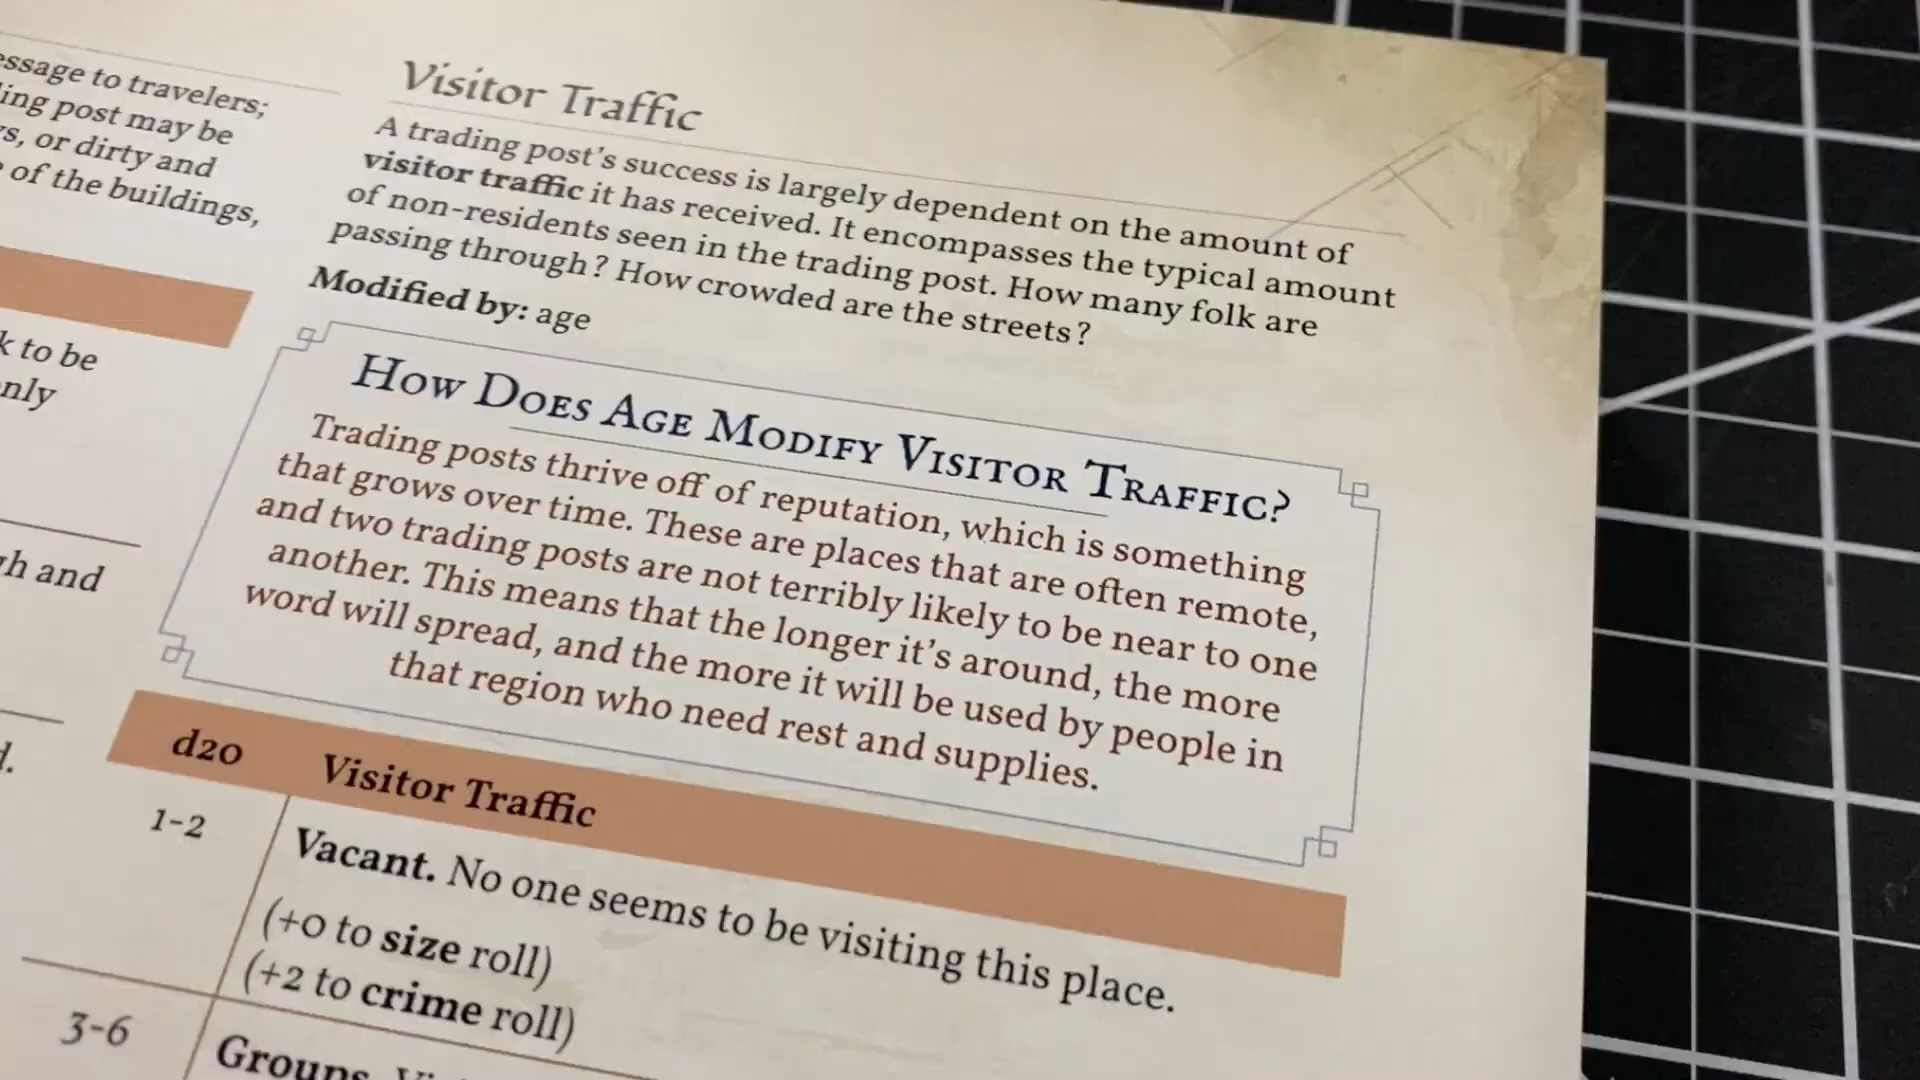 essage to travelers;
ing post may be
s, or dirty and
of the buildings,
k to be
nly
gh and
d.
Visitor Traffic
A trading post's success is largely dependent on the amount of
visitor traffic it has received. It encompasses the typical amount
of non-residents seen in the trading post. How many folk are
passing through? How crowded are the streets?
Modified by: age
How Does Age Modify Visitor Traffic?
Trading posts thrive off of reputation, which is something
that grows over time. These are places that are often remote,
and two trading posts are not terribly likely to be near to one
another. This means that the longer it's around, the more
word will spread, and the more it will be used by people in
that region who need rest and supplies.
d20 Visitor Traffic
1-2 Vacant. No one seems to be visiting this place.
(+0 to size roll)
(+2 to crime roll)
3-6 Groups.